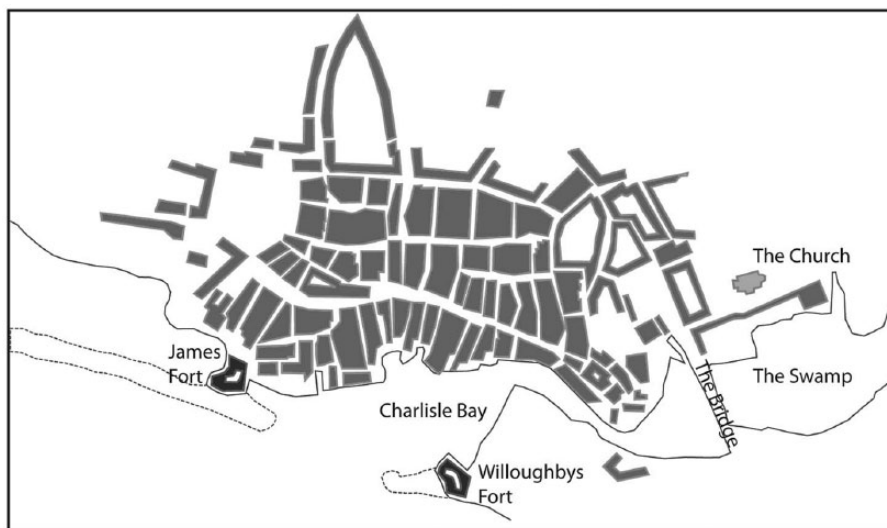 The Church
James
Fort
The Swamp
The Bridge
Charlisle Bay
Willoughbys
Fort